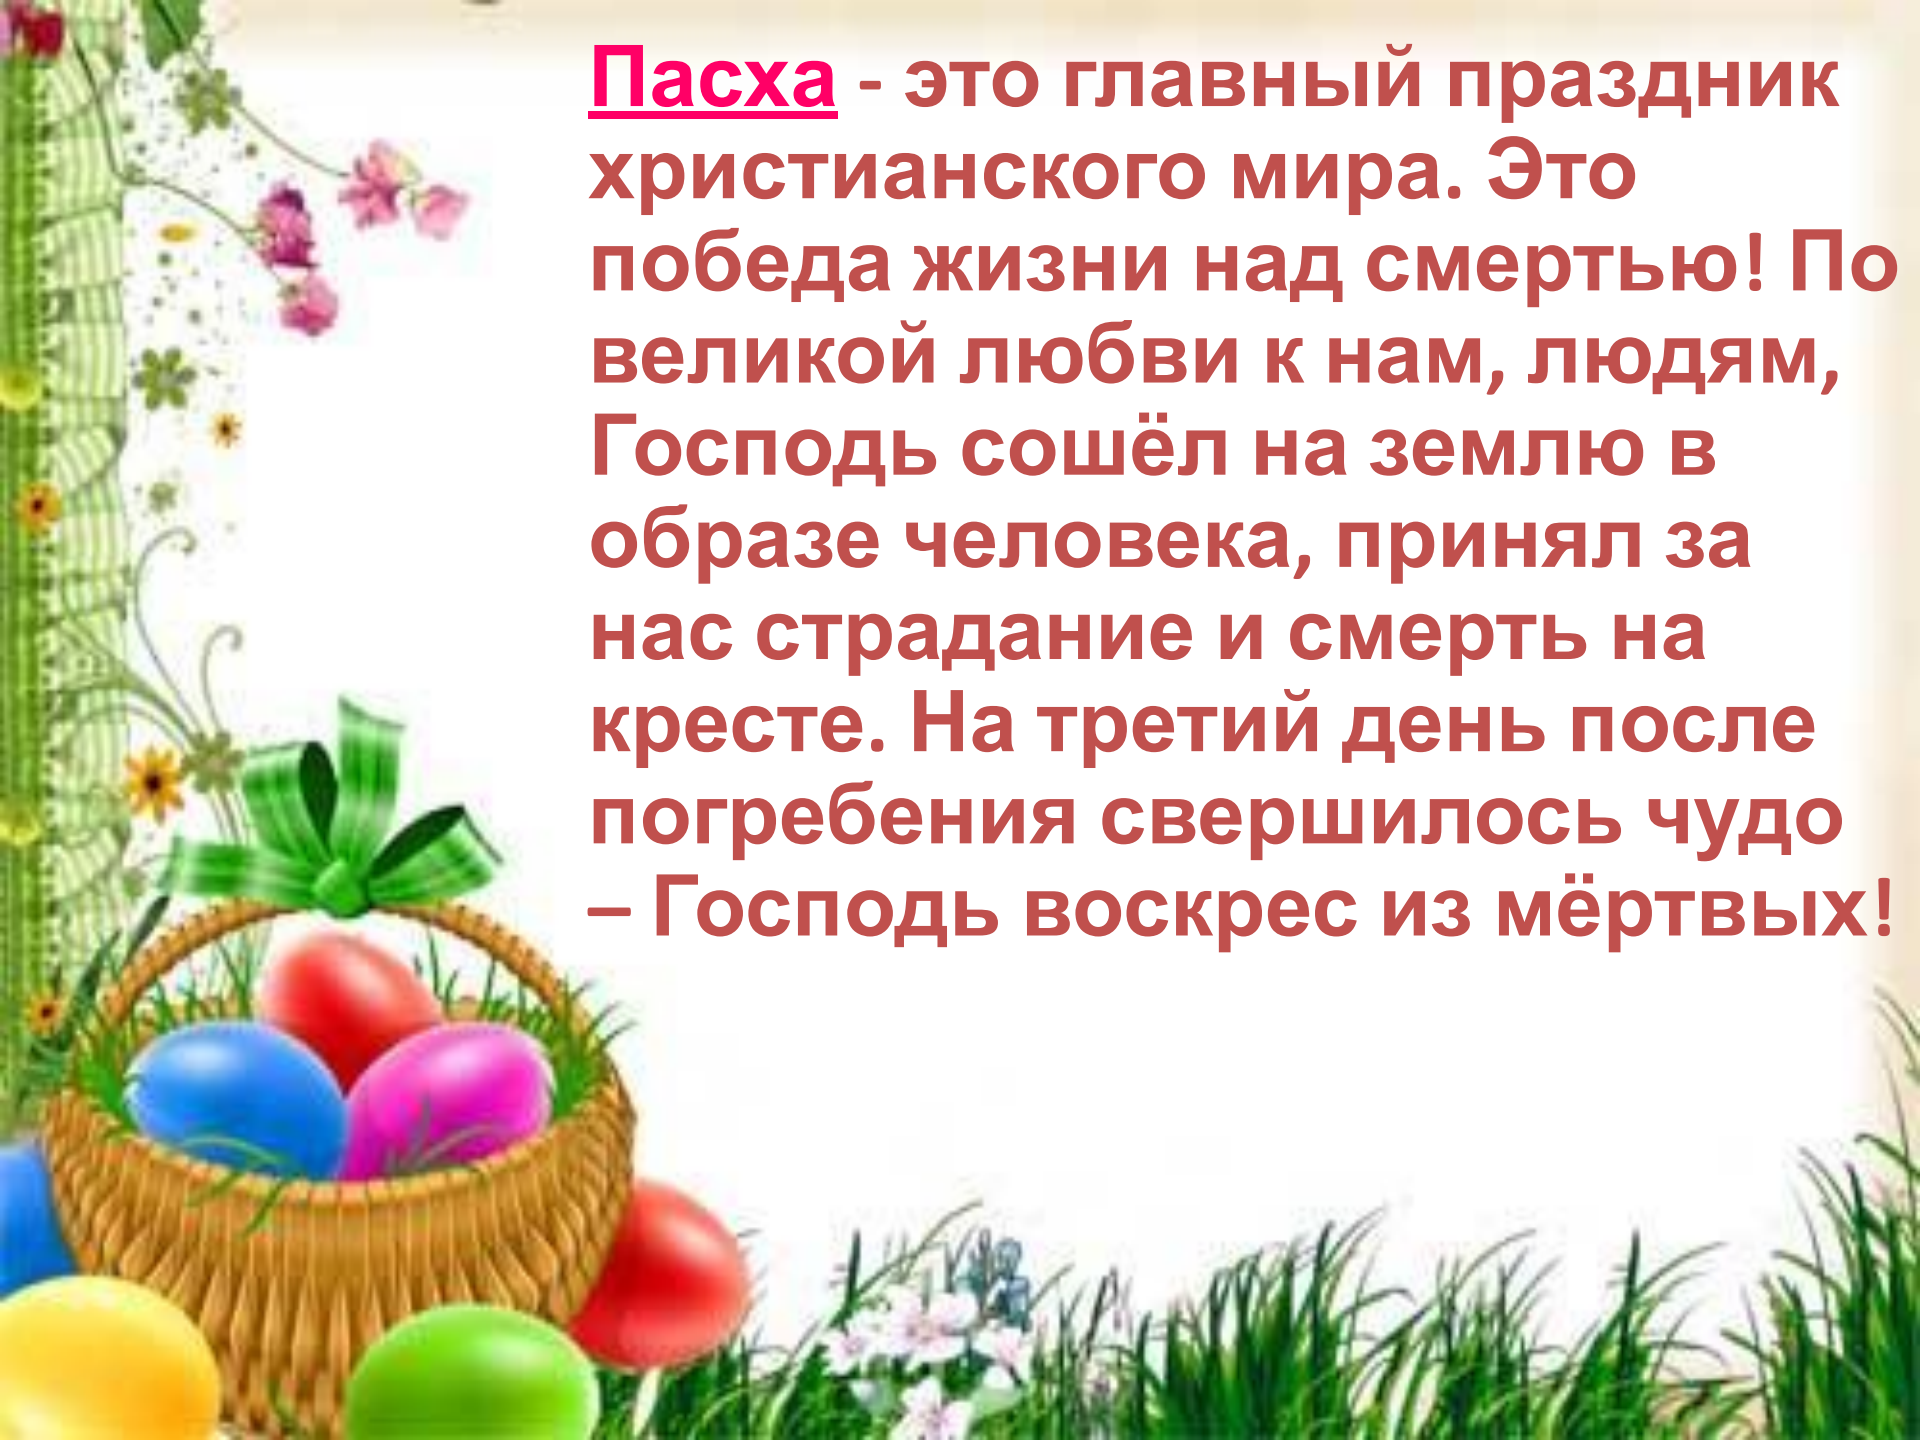 Пасха - это главный праздник
христианского мира. Это
победа жизни над смертью! По
великой любви к нам, людям,
Господь сошёл на землю в
образе человека, принял за
нас страдание и смерть на
кресте. На третий день после
погребения свершилось чудо
– Господь воскрес из мёртвых!